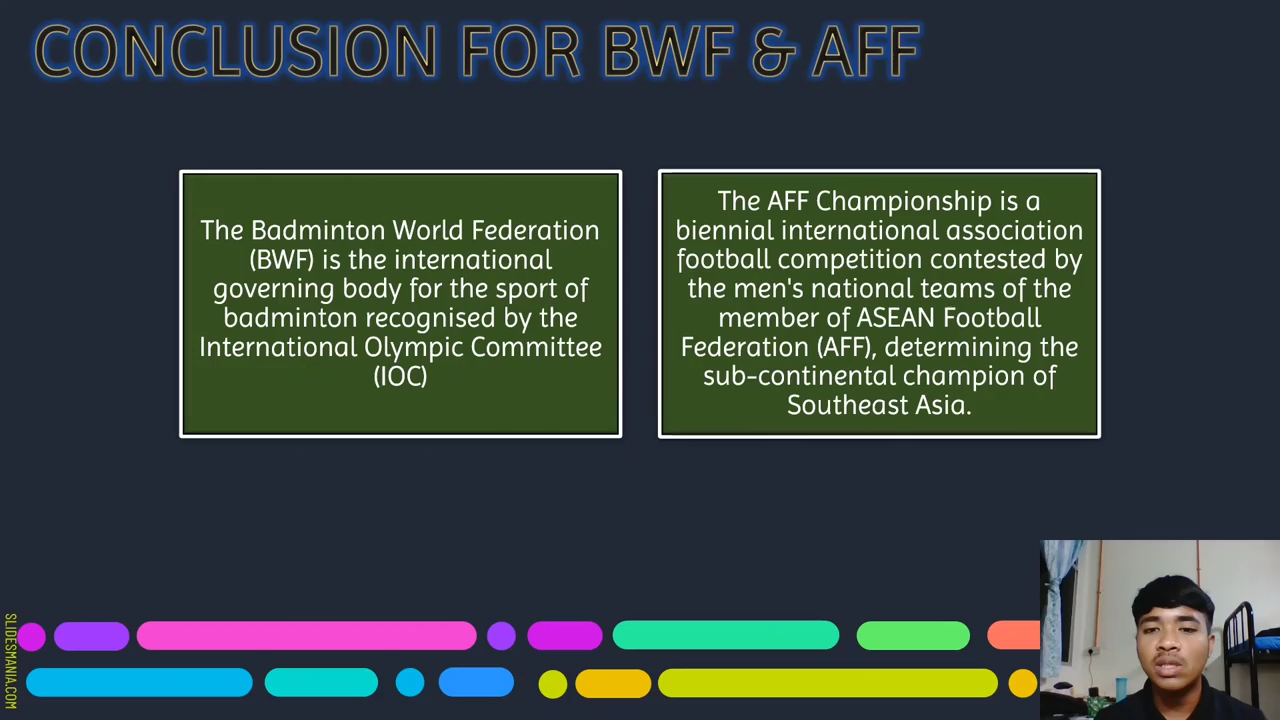 CONCLUSION FOR BWF & AFF
The Badminton World Federation
(BWF) is the international
governing body for the sport of
badminton recognised by the
International Olympic Committee
(IOC)
The AFF Championship is a
biennial international association
football competition contested by
the men's national teams of the
member of ASEAN Football
Federation (AFF), determining the
sub-continental champion of
Southeast Asia.
SLIDESMANIA.COM